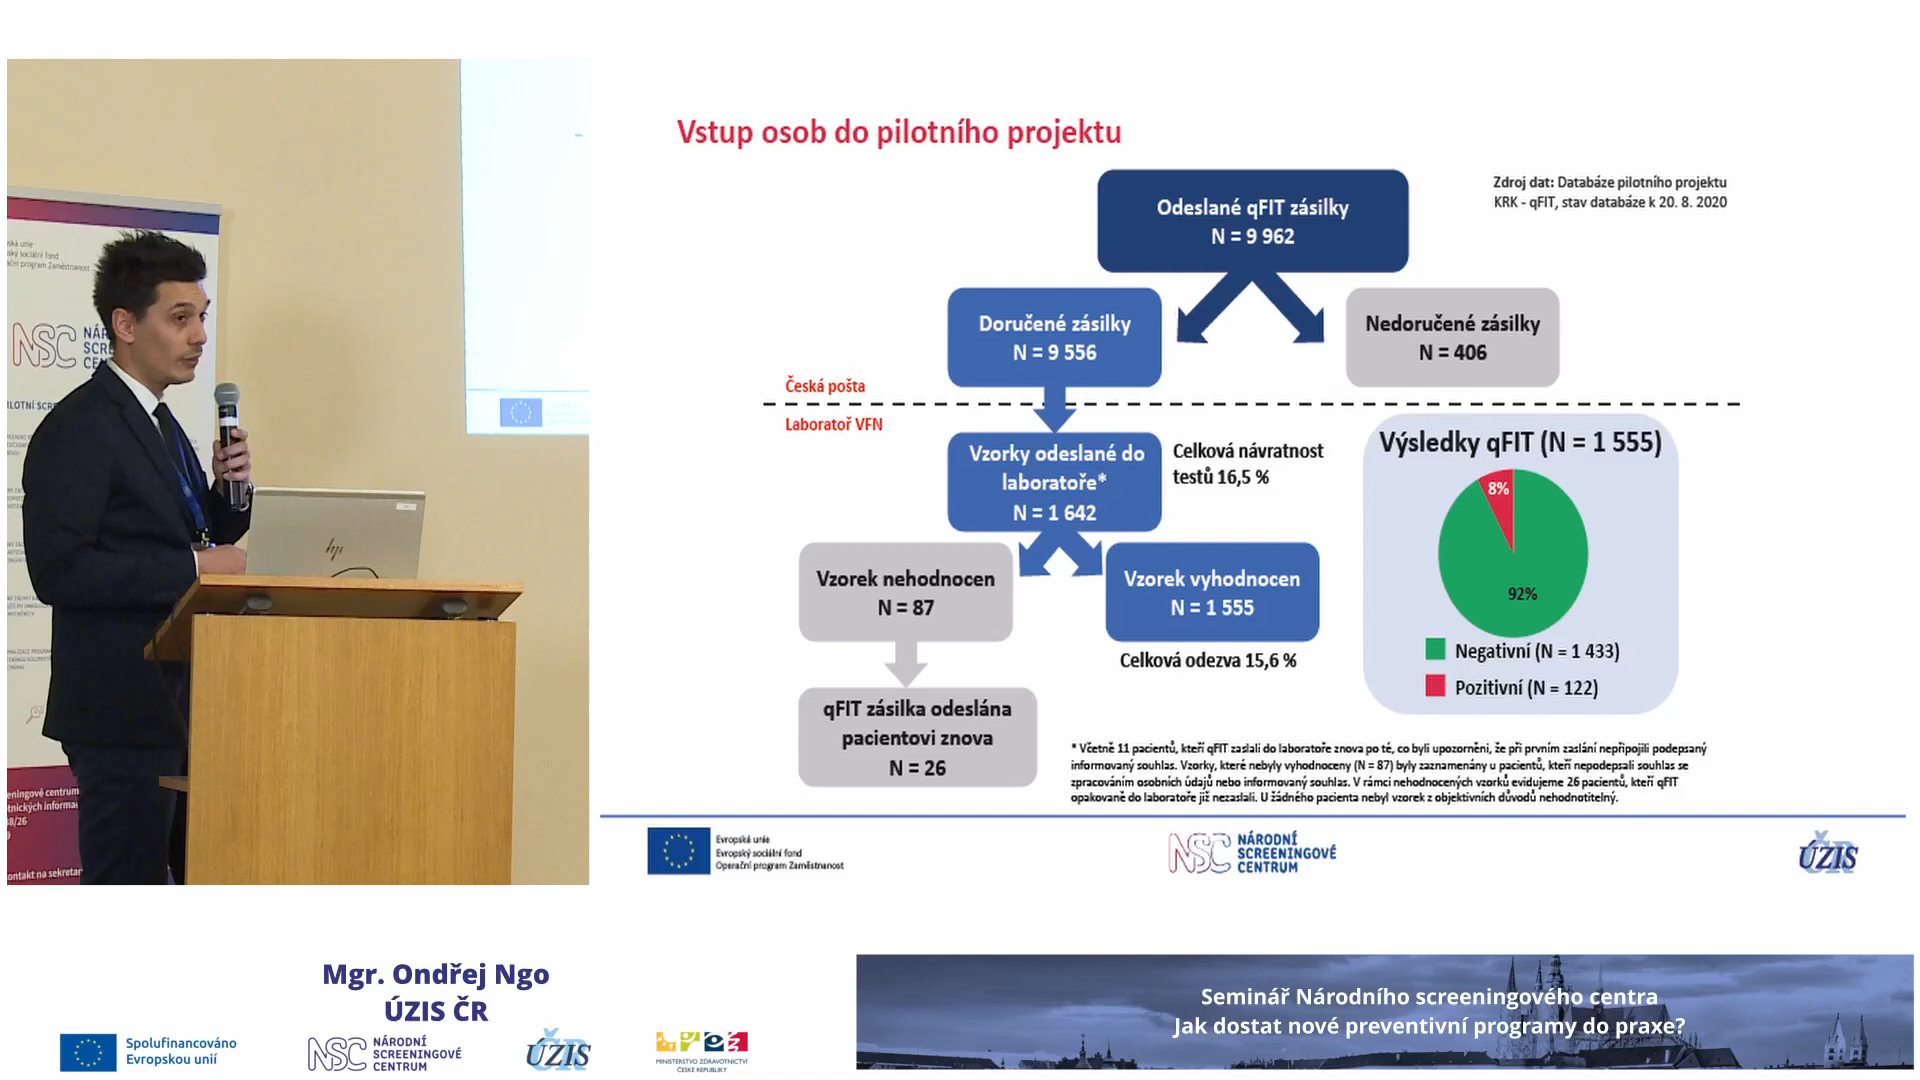 Vstup osob do pilotního projektu
Zdroj dat: Databáze pilotního projektu
KRK - qFIT, stav databáze k 20. 8. 2020
Odeslané qFIT zásilky
N = 9 962
Doručené zásilky
N = 9 556
Nedoručené zásilky
N = 406
Česká pošta
Laboratoř VFN
Vzorky odeslané do
laboratoře*
N = 1 642
Celková návratnost
testů 16,5 %
Vzorek nehodnocen
N = 87
Vzorek vyhodnocen
N = 1 555
Celková odezva 15,6 %
qFIT zásilka odeslána
pacientovi znova
N = 26
Výsledky qFIT (N = 1 555)
8%
92%
Negativní (N = 1 433)
Pozitivní (N = 122)
* Včetně 11 pacientů, kteří qFIT zaslali do laboratoře znova po té, co byli upozorněni, že při prvním zaslání nepřipojili podepsaný
informovaný souhlas. Vzorky, které nebyly vyhodnoceny (N = 87) byly zaznamenány u pacientů, kteří nepodepsali souhlas se
zpracováním osobních údajů nebo informovaný souhlas. V rámci nehodnocených vzorků evidujeme 26 pacientů, kteří qFIT
opakovaně do laboratoře již nezaslali. U žádného pacienta nebyl vzorek z objektivních důvodů nehodnotitelný.
Evropská unie
Evropský sociální fond
Operační program Zaměstnanost
NSC NÁRODNÍ
SCREENINGOVÉ
CENTRUM
ÚZIS
NSC
hp
Mgr. Ondřej Ngo
ÚZIS ČR
Spolufinancováno
Evropskou unií
NSC NÁRODNÍ
SCREENINGOVÉ
CENTRUM
ÚZIS
MINISTERSTVO ZDRAVOTNICTVÍ
ČESKÉ REPUBLIKY
Seminář Národního screeningového centra
Jak dostat nové preventivní programy do praxe?